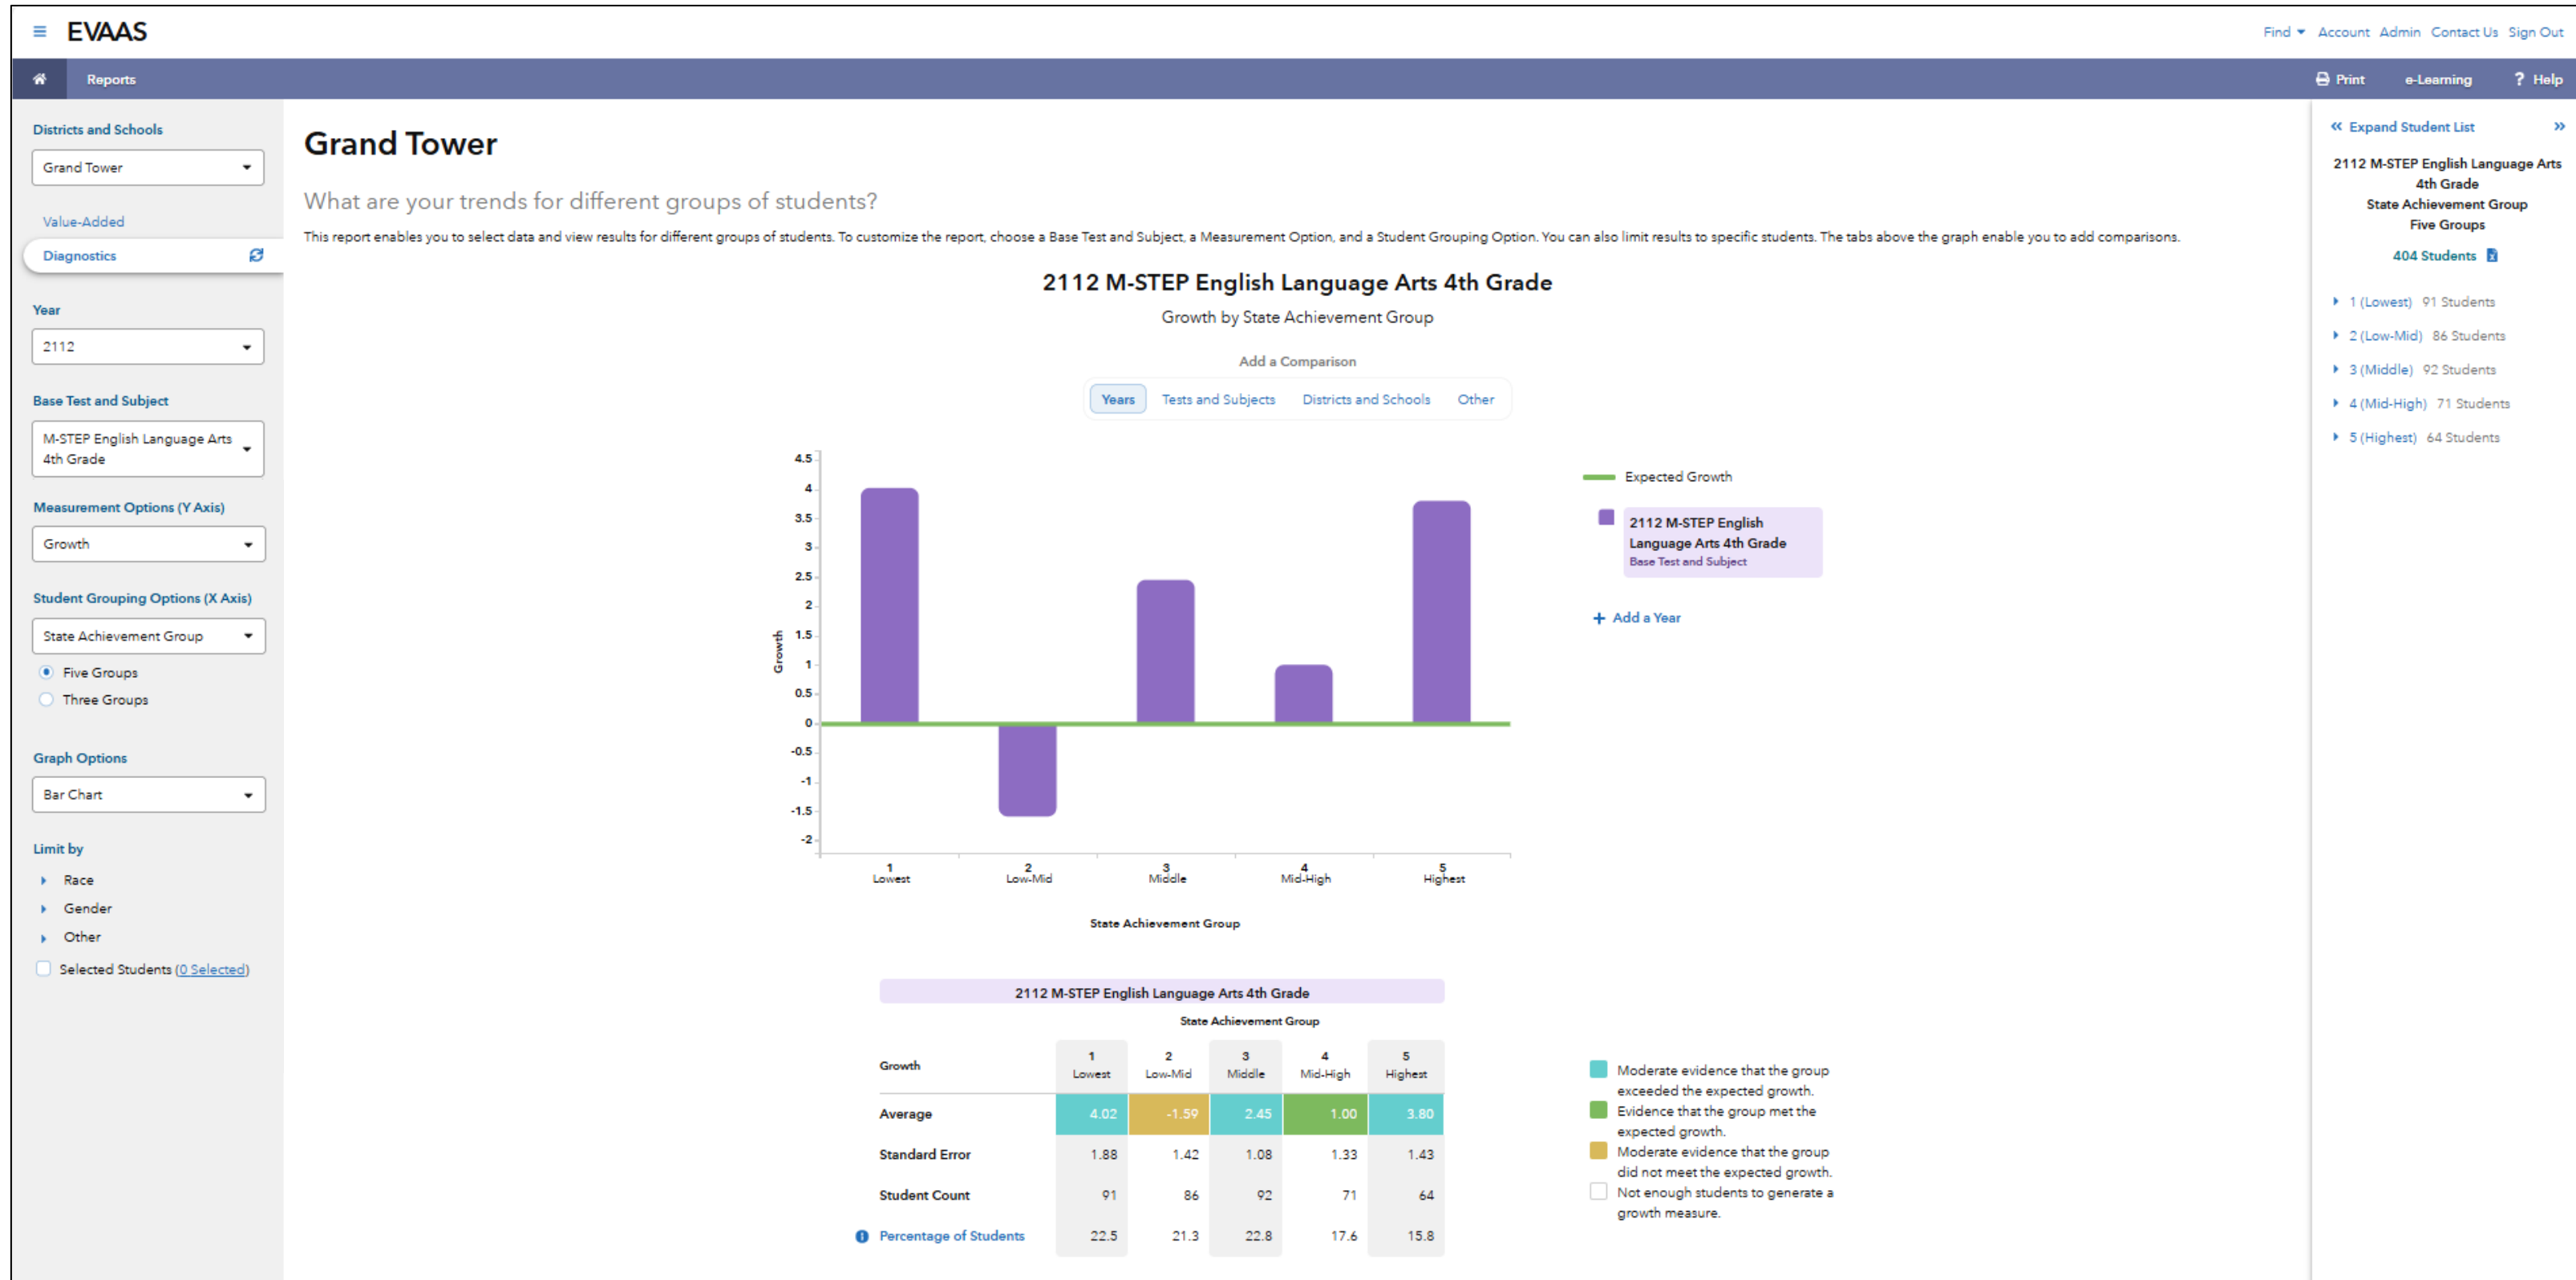 EVAAS
Find Account Admin Contact Us Sign Out
Reports
Print e-Learning ? Help
Districts and Schools
Grand Tower
Value-Added
Diagnostics
Year
2112
Base Test and Subject
M-STEP English Language Arts
4th Grade
Measurement Options (Y Axis)
Growth
Student Grouping Options (X Axis)
State Achievement Group
Five Groups
Three Groups
Graph Options
Bar Chart
Limit by
Race
Gender
Other
Selected Students (0 Selected)
Grand Tower
What are your trends for different groups of students?
This report enables you to select data and view results for different groups of students. To customize the report, choose a Base Test and Subject, a Measurement Option, and a Student Grouping Option. You can also limit results to specific students. The tabs above the graph enable you to add comparisons.
2112 M-STEP English Language Arts 4th Grade
Growth by State Achievement Group
Add a Comparison
Years Tests and Subjects Districts and Schools Other
4.5
4
3.5
3
2.5
2
1.5
1
0.5
0
-0.5
-1
-1.5
-2
Growth
1 2 3 4 5
Lowest Low-Mid Middle Mid-High Highest
State Achievement Group
Expected Growth
2112 M-STEP English
Language Arts 4th Grade
Base Test and Subject
+ Add a Year
2112 M-STEP English Language Arts 4th Grade
State Achievement Group
Growth 1 2 3 4 5
Lowest Low-Mid Middle Mid-High Highest
Average 4.02 -1.59 2.45 1.00 3.80
Standard Error 1.88 1.42 1.08 1.33 1.43
Student Count 91 86 92 71 64
Percentage of Students 22.5 21.3 22.8 17.6 15.8
Moderate evidence that the group
exceeded the expected growth.
Evidence that the group met the
expected growth.
Moderate evidence that the group
did not meet the expected growth.
Not enough students to generate a
growth measure.
« Expand Student List »
2112 M-STEP English Language Arts
4th Grade
State Achievement Group
Five Groups
404 Students
1 (Lowest) 91 Students
2 (Low-Mid) 86 Students
3 (Middle) 92 Students
4 (Mid-High) 71 Students
5 (Highest) 64 Students